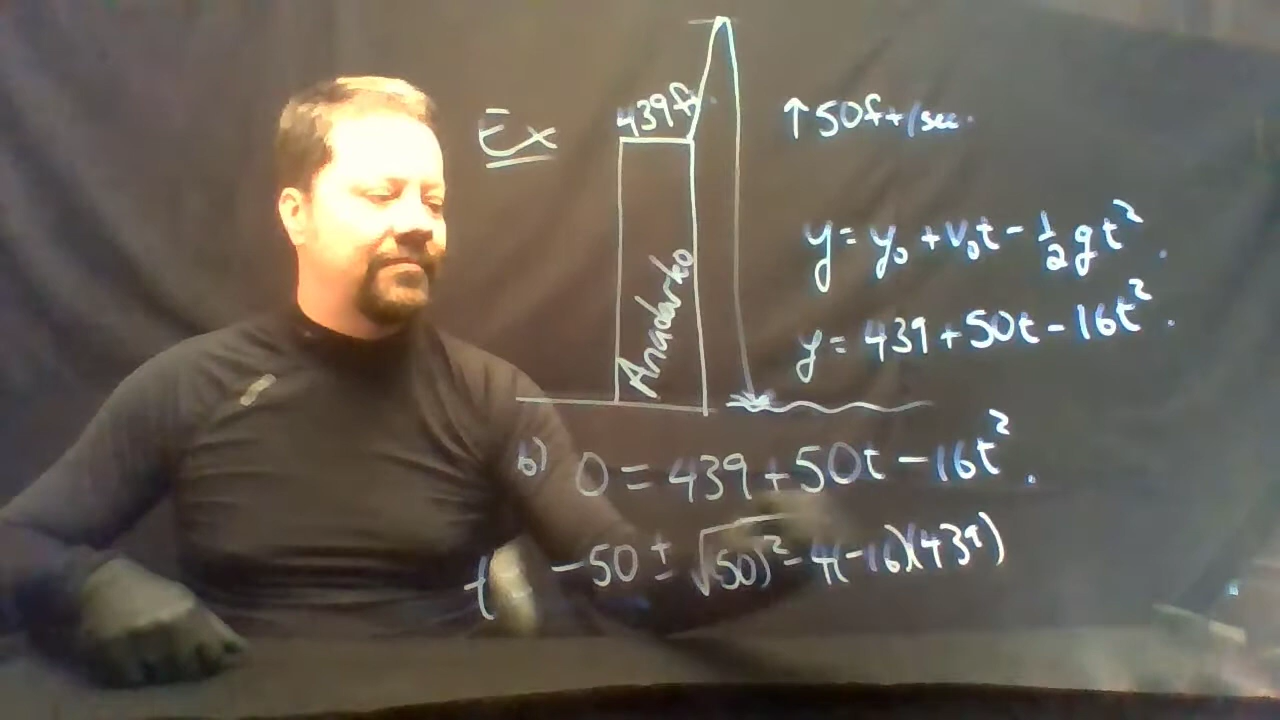 Ex
439ft
↑50ft/sec.
Anadarko
y = y₀ + v₀t - ½gt².
y = 439 + 50t - 16t².
b) 0 = 439 + 50t - 16t².
t -50 ± √50)² - 4(-16)(439)